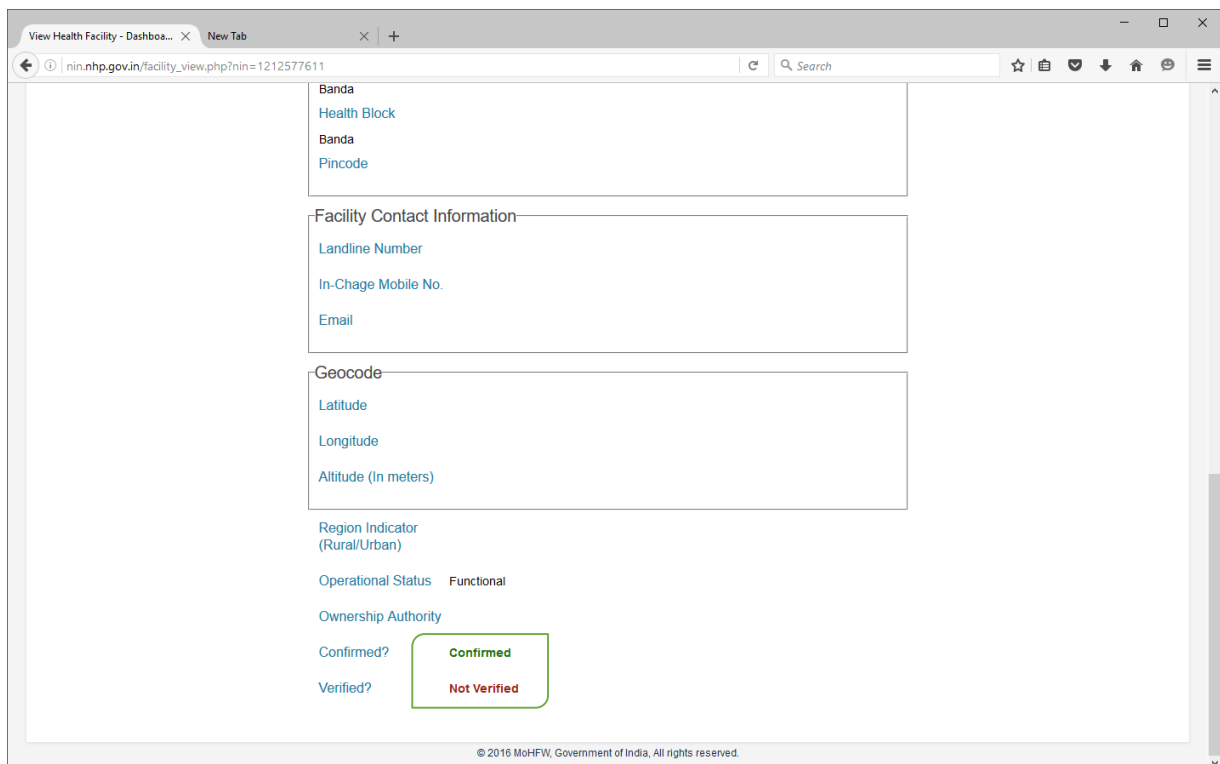 View Health Facility - Dashboa...
New Tab
nin.nhp.gov.in/facility_view.php?nin=1212577611
Search
Banda
Health Block
Banda
Pincode
Facility Contact Information
Landline Number
In-Chage Mobile No.
Email
Geocode
Latitude
Longitude
Altitude (In meters)
Region Indicator
(Rural/Urban)
Operational Status Functional
Ownership Authority
Confirmed? Confirmed
Verified? Not Verified
© 2016 MoHFW, Government of India, All rights reserved.